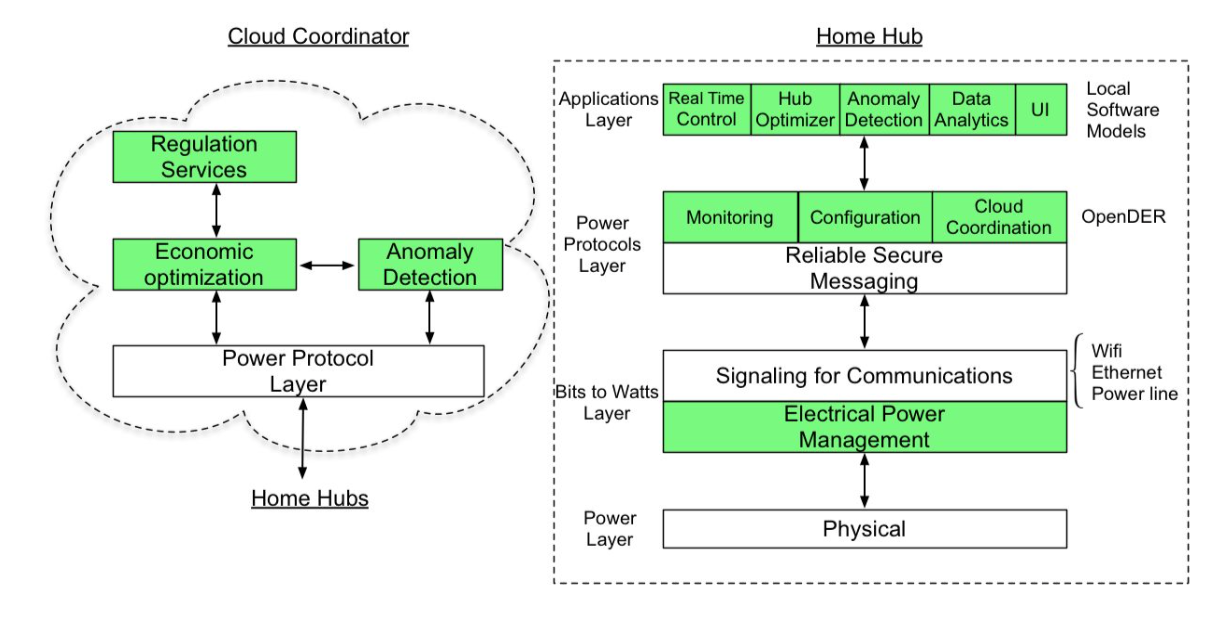 Cloud Coordinator
Regulation
Services
Economic
optimization
Anomaly
Detection
Power Protocol
Layer
Home Hubs
Home Hub
Applications
Layer
Real Time
Control
Hub
Optimizer
Anomaly
Detection
Data
Analytics
UI
Local
Software
Models
Power
Protocols
Layer
Monitoring
Configuration
Cloud
Coordination
OpenDER
Reliable Secure
Messaging
Bits to Watts
Layer
Signaling for Communications
Wifi
Ethernet
Power line
Electrical Power
Management
Power
Layer
Physical